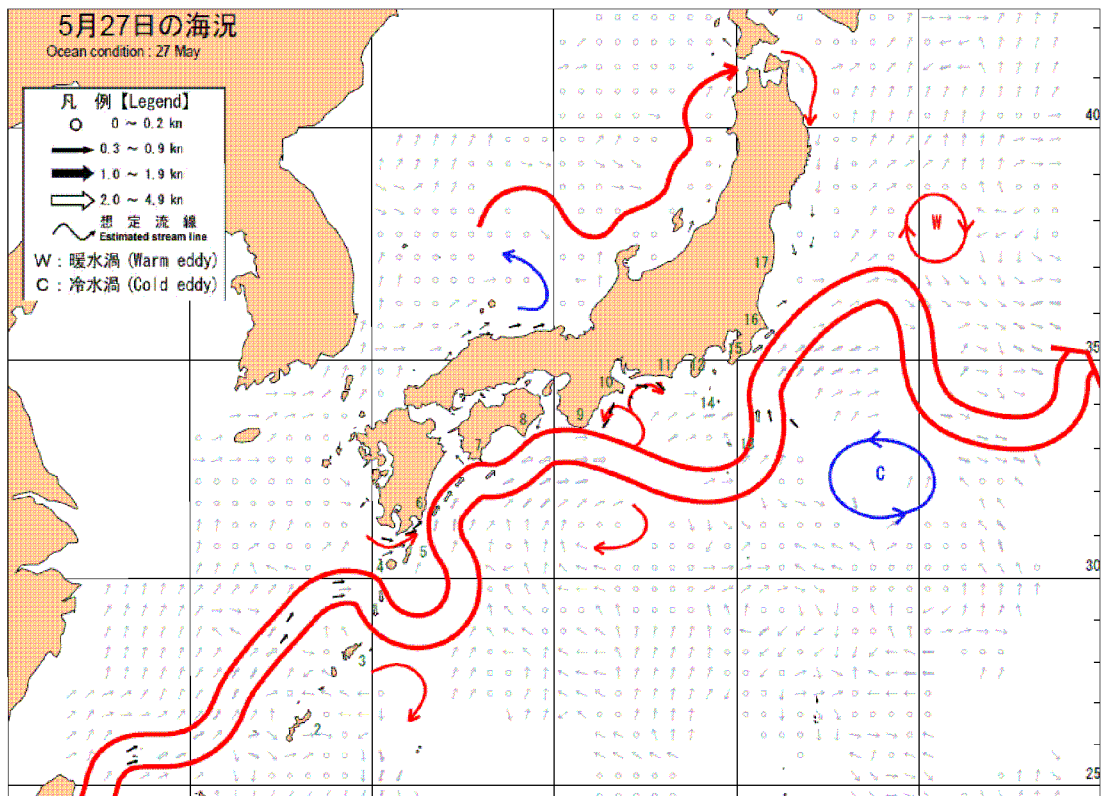 5月27日の海況
Ocean condition : 27 May
凡 例【Legend】
0 ～ 0.2 kn
0.3 ～ 0.9 kn
1.0 ～ 1.9 kn
2.0 ～ 4.9 kn
想 定 流 線
Estimated stream line
W : 暖水渦 (Warm eddy)
C : 冷水渦 (Cold eddy)
40
W
17
16
35
15
11
10
14
9
8
7
C
6
5
4
30
3
2
25